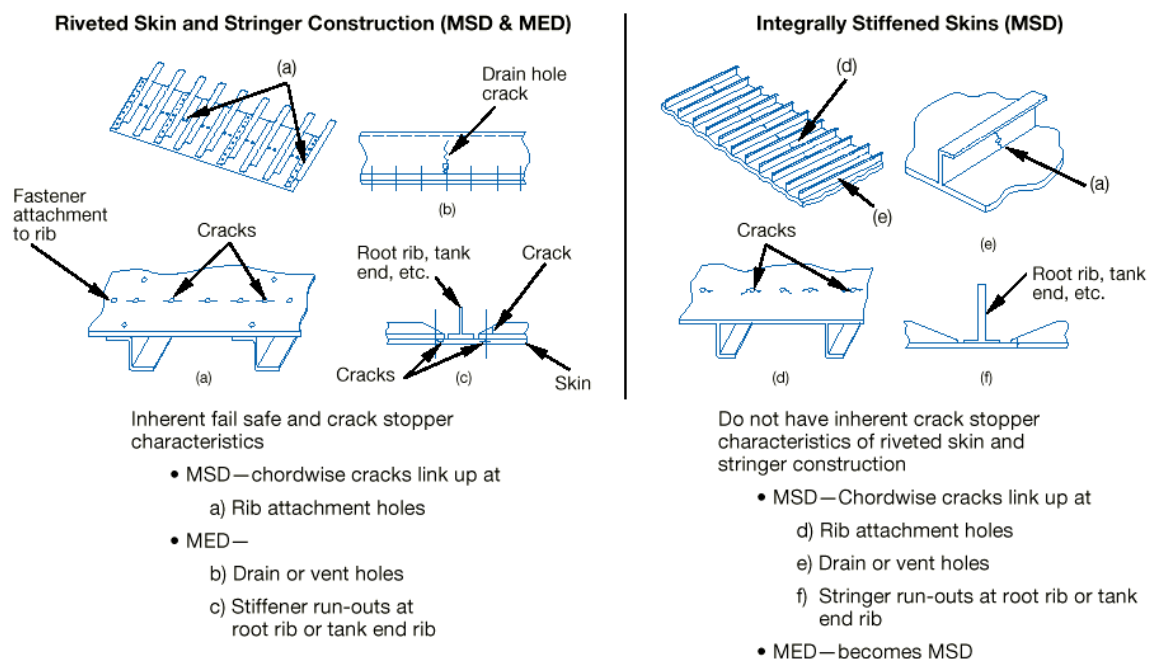 Riveted Skin and Stringer Construction (MSD & MED)
(a)
Drain hole
crack
(b)
Fastener
attachment
to rib
Cracks
(a)
Root rib, tank
end, etc.
Crack
Cracks
(c)
Skin
Inherent fail safe and crack stopper
characteristics
• MSD—chordwise cracks link up at
a) Rib attachment holes
• MED—
b) Drain or vent holes
c) Stiffener run-outs at
root rib or tank end rib
Integrally Stiffened Skins (MSD)
(d)
(e)
(a)
(e)
Cracks
(d)
Root rib, tank
end, etc.
(f)
Do not have inherent crack stopper
characteristics of riveted skin and
stringer construction
• MSD—Chordwise cracks link up at
d) Rib attachment holes
e) Drain or vent holes
f) Stringer run-outs at root rib or tank
end rib
• MED—becomes MSD